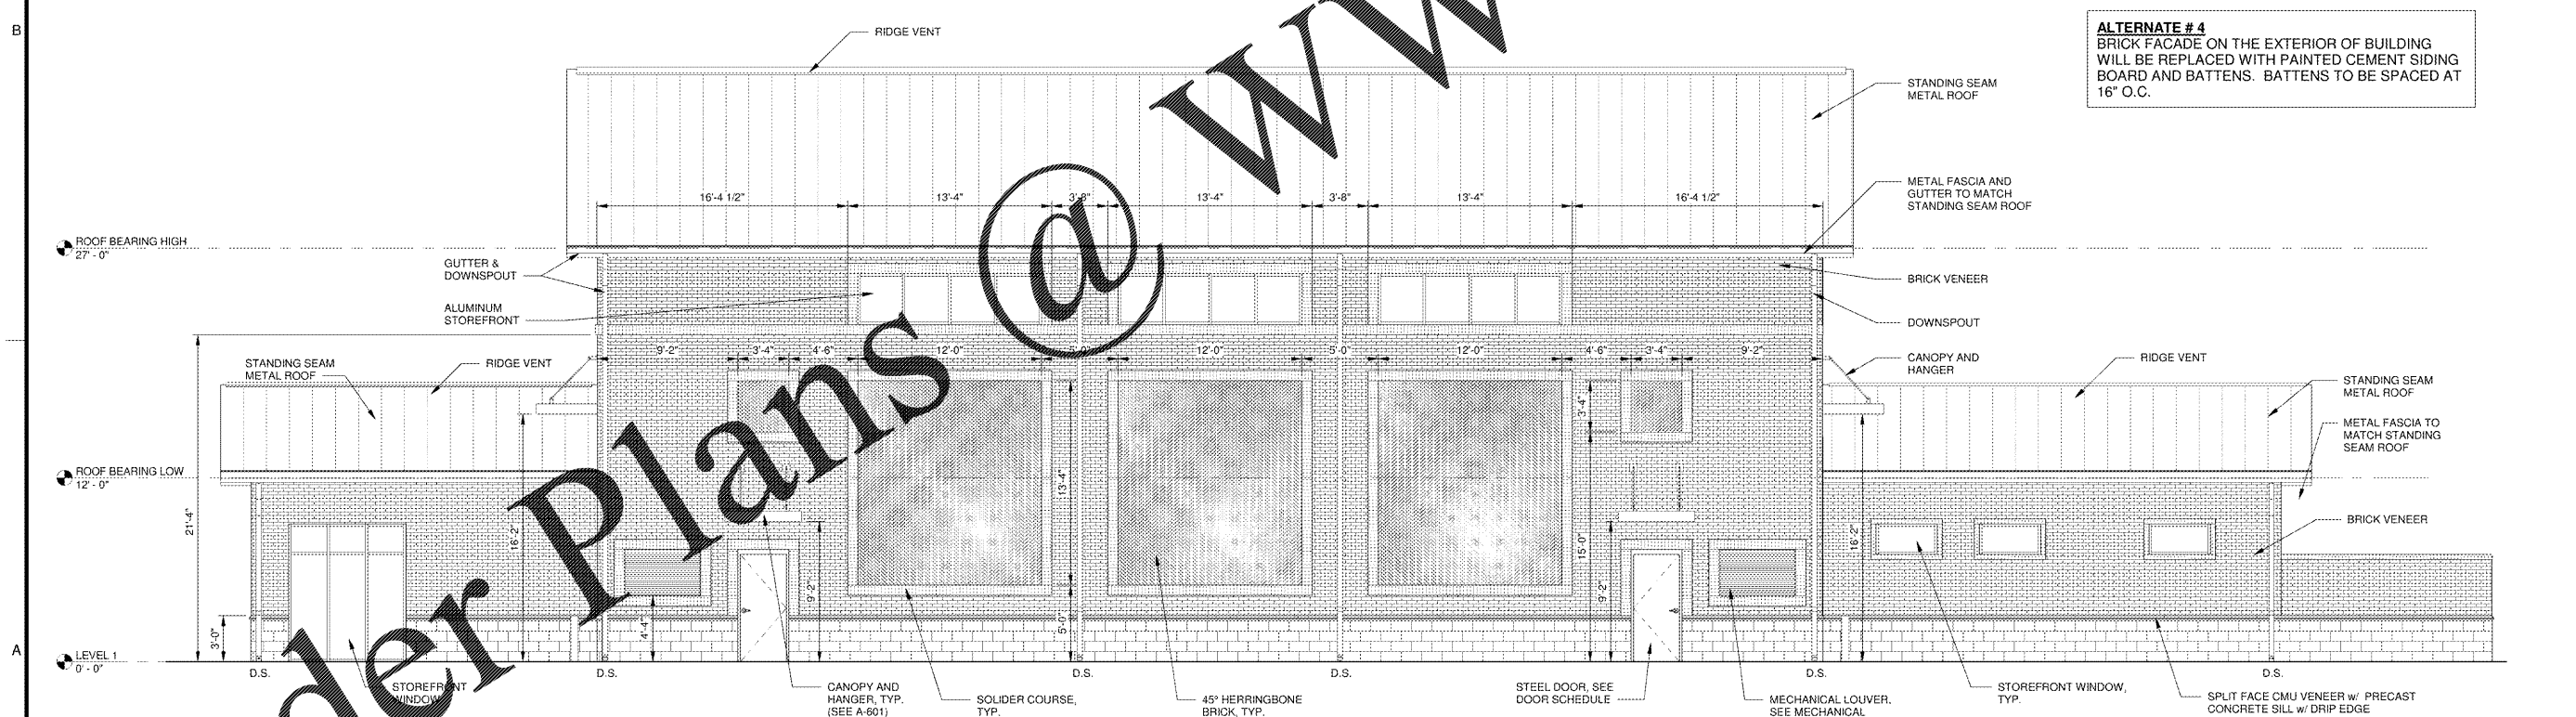 B
RIDGE VENT
ALTERNATE # 4
BRICK FACADE ON THE EXTERIOR OF BUILDING
WILL BE REPLACED WITH PAINTED CEMENT SIDING
BOARD AND BATTENS. BATTENS TO BE SPACED AT
16" O.C.
STANDING SEAM
METAL ROOF
METAL FASCIA AND
GUTTER TO MATCH
STANDING SEAM ROOF
16'-4 1/2"
13'-4"
3'-8"
13'-4"
3'-8"
13'-4"
16'-4 1/2"
ROOF BEARING HIGH
27' - 0"
GUTTER &
DOWNSPOUT
ALUMINUM
STOREFRONT
BRICK VENEER
DOWNSPOUT
STANDING SEAM
METAL ROOF
RIDGE VENT
9'-2"
3'-4"
4'-6"
12'-0"
5'-0"
12'-0"
5'-0"
12'-0"
4'-6"
3'-4"
9'-2"
CANOPY AND
HANGER
RIDGE VENT
STANDING SEAM
METAL ROOF
METAL FASCIA TO
MATCH STANDING
SEAM ROOF
BRICK VENEER
ROOF BEARING LOW
12' - 0"
21'-4"
3'-0"
16'-2"
4'-4"
9'-2"
13'-4"
5'-0"
3'-4"
15'-0"
9'-2"
16'-2"
A
LEVEL 1
0' - 0"
D.S.
D.S.
D.S.
D.S.
D.S.
D.S.
STOREFRONT
WINDOW,
CANOPY AND
HANGER, TYP.
(SEE A-601)
SOLIDER COURSE,
TYP.
45° HERRINGBONE
BRICK, TYP.
STEEL DOOR, SEE
DOOR SCHEDULE
MECHANICAL LOUVER,
SEE MECHANICAL
STOREFRONT WINDOW,
TYP.
SPLIT FACE CMU VENEER w/ PRECAST
CONCRETE SILL w/ DRIP EDGE
der Plans @ ww